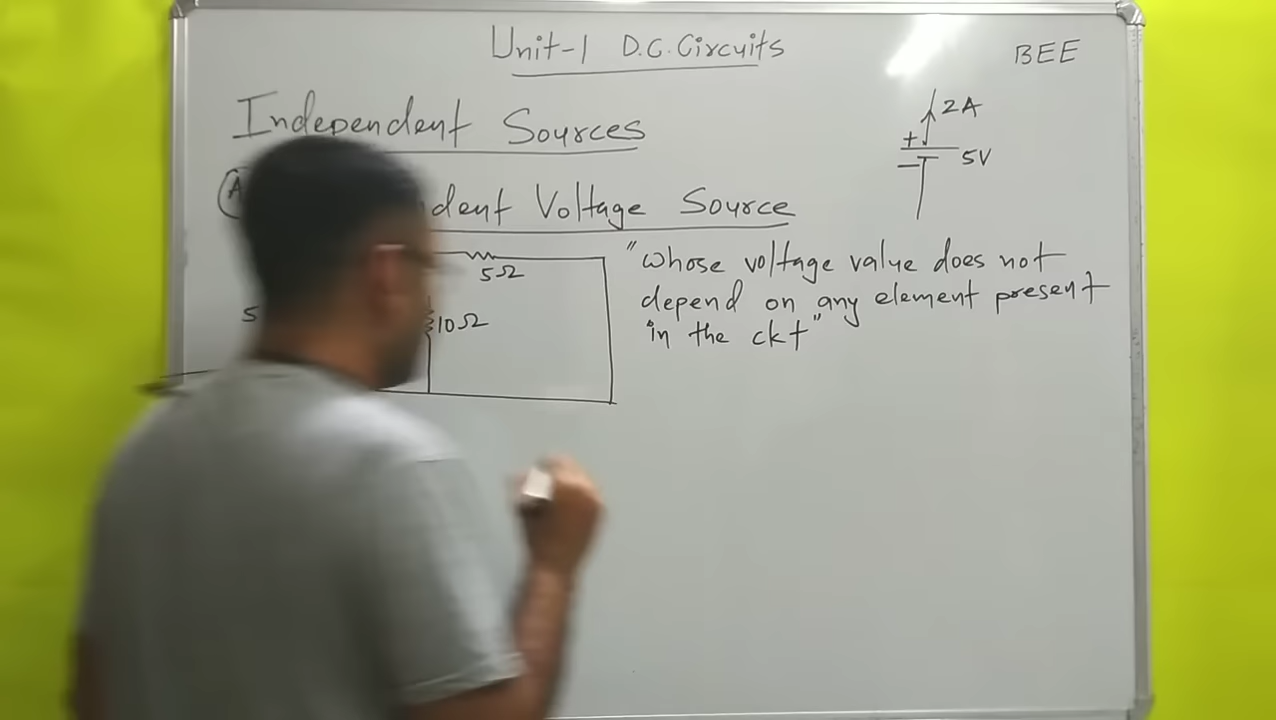 Unit-1 D.C. Circuits
BEE
Independent Sources
2A
+
5V
-
Voltage Source
5Ω
10Ω
5
"whose voltage value does not
depend on any element present
in the ckt"